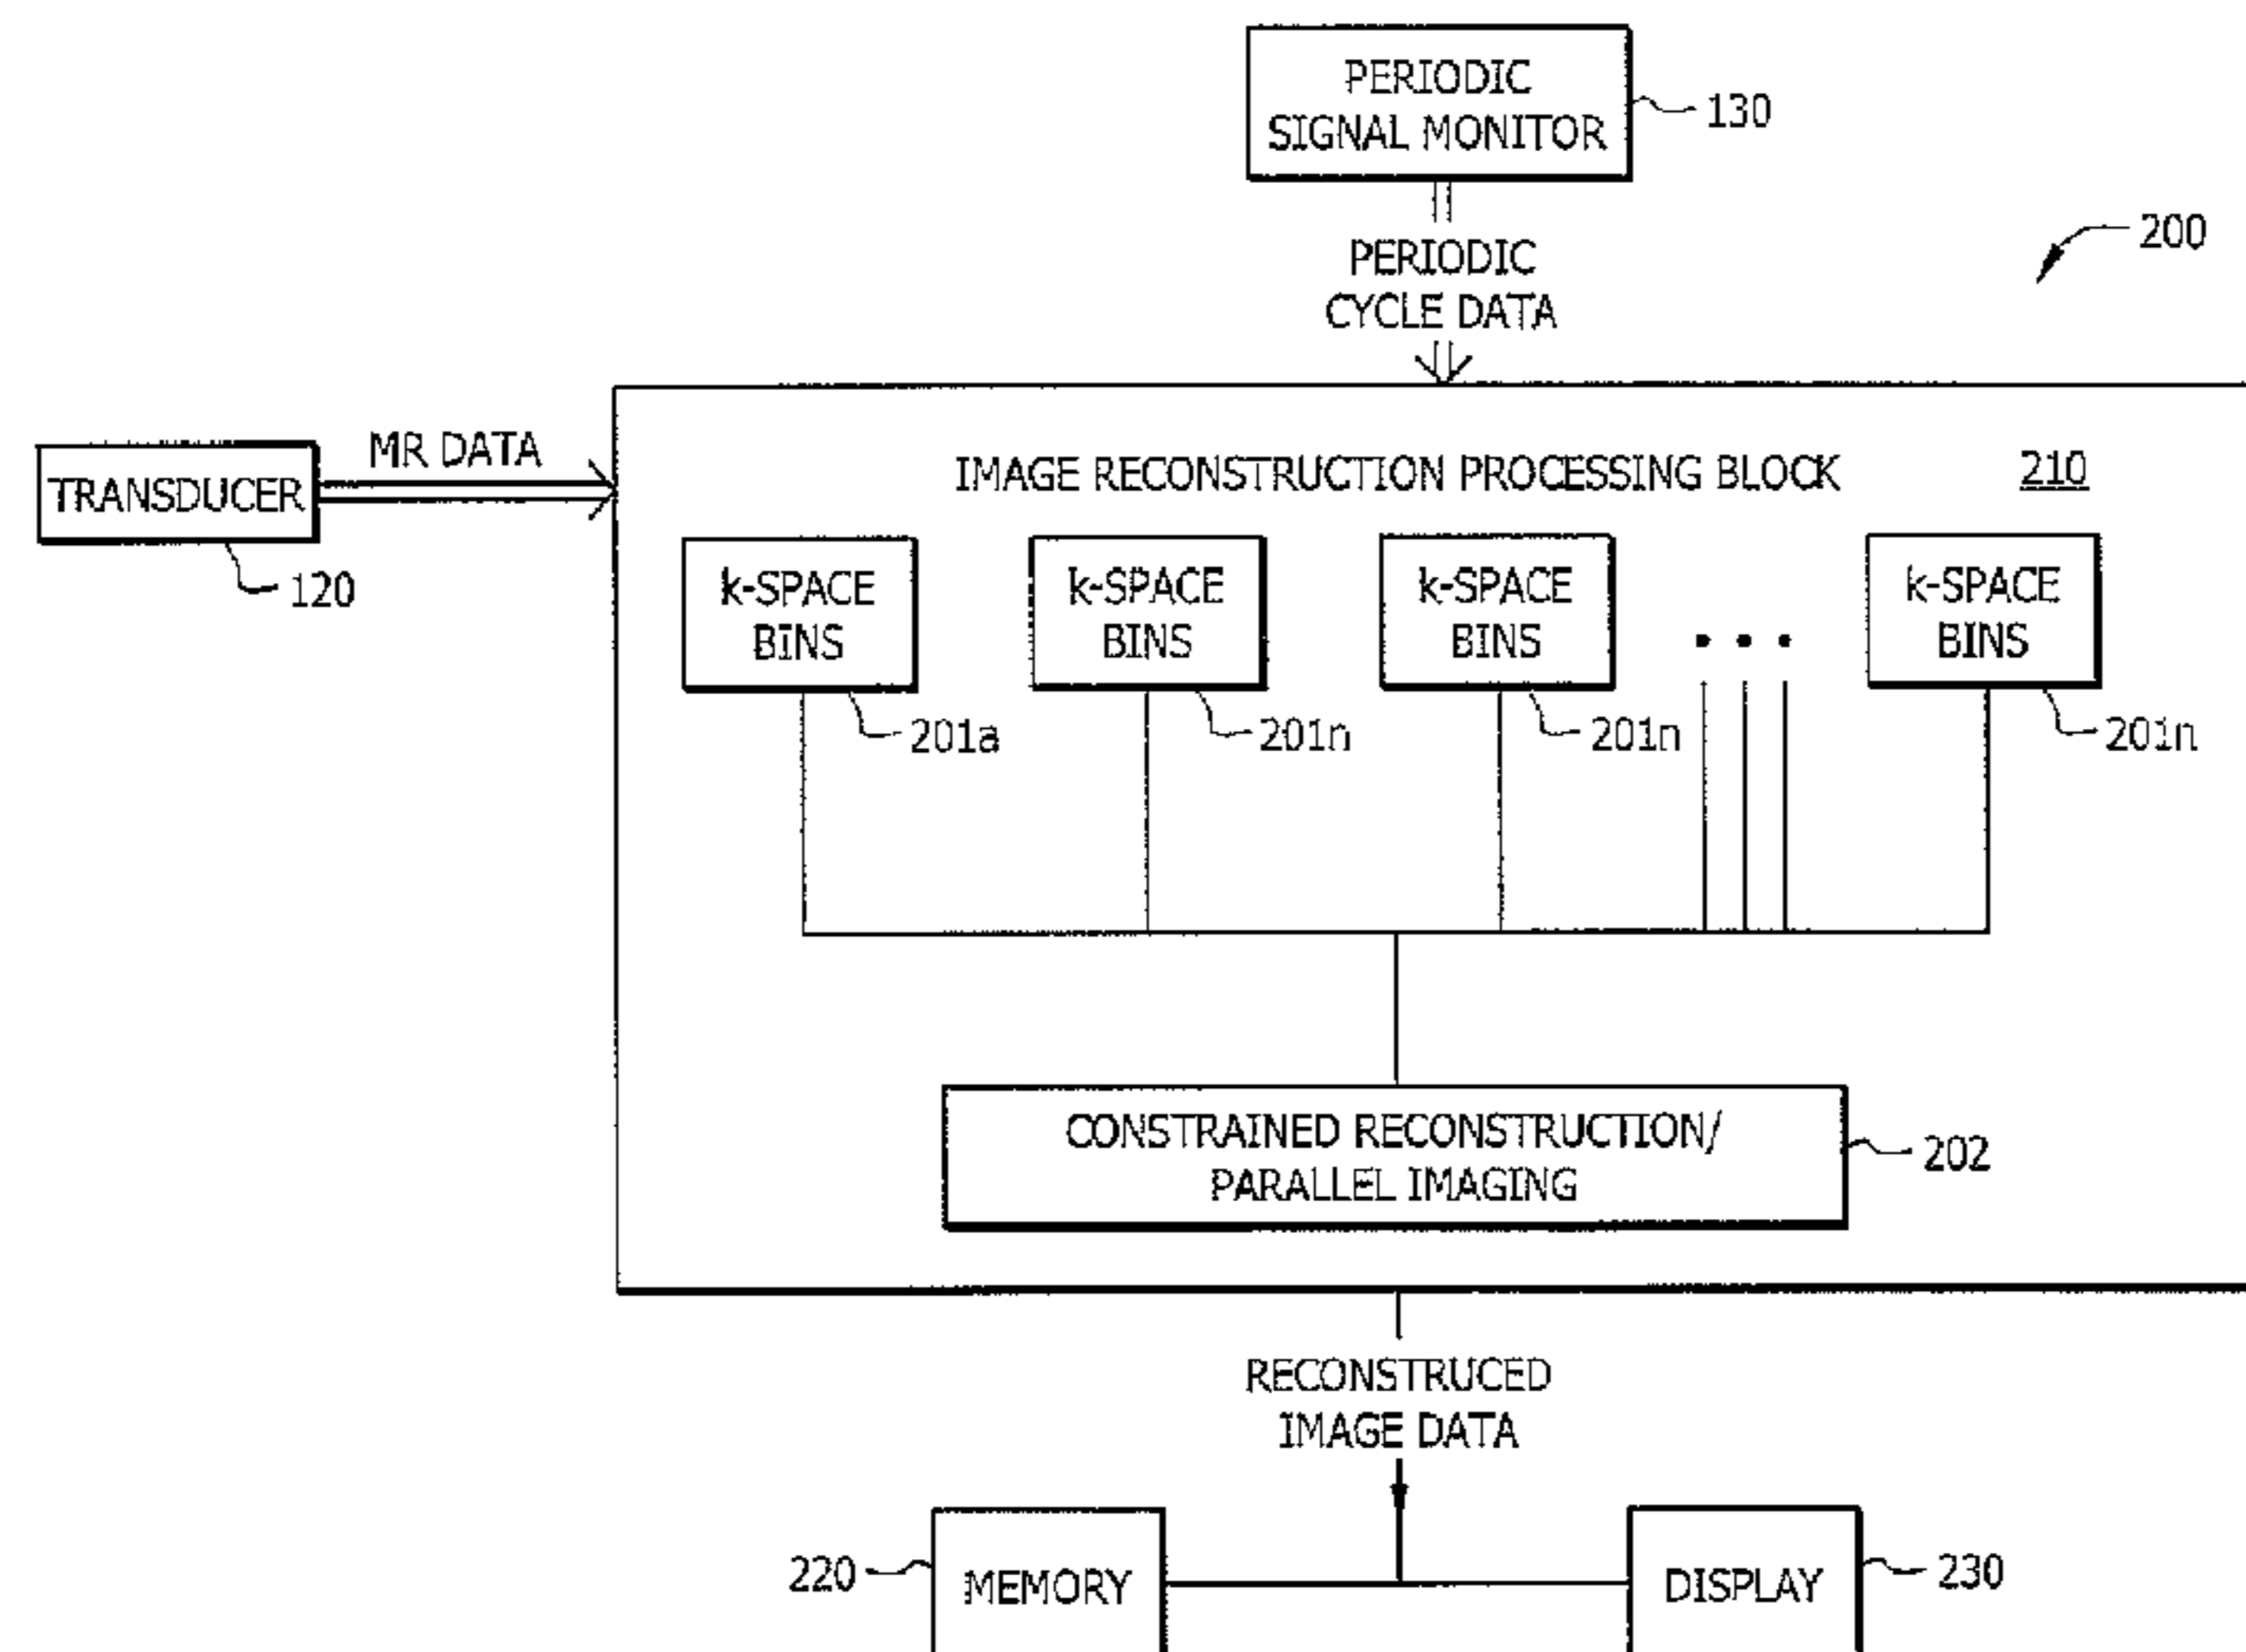 PERIODIC
SIGNAL MONITOR
130
PERIODIC
CYCLE DATA
200
TRANSDUCER
MR DATA
120
IMAGE RECONSTRUCTION PROCESSING BLOCK
210
k-SPACE
BINS
201a
k-SPACE
BINS
201n
k-SPACE
BINS
201n
k-SPACE
BINS
201n
CONSTRAINED RECONSTRUCTION/
PARALLEL IMAGING
202
RECONSTRUCED
IMAGE DATA
220
MEMORY
DISPLAY
230